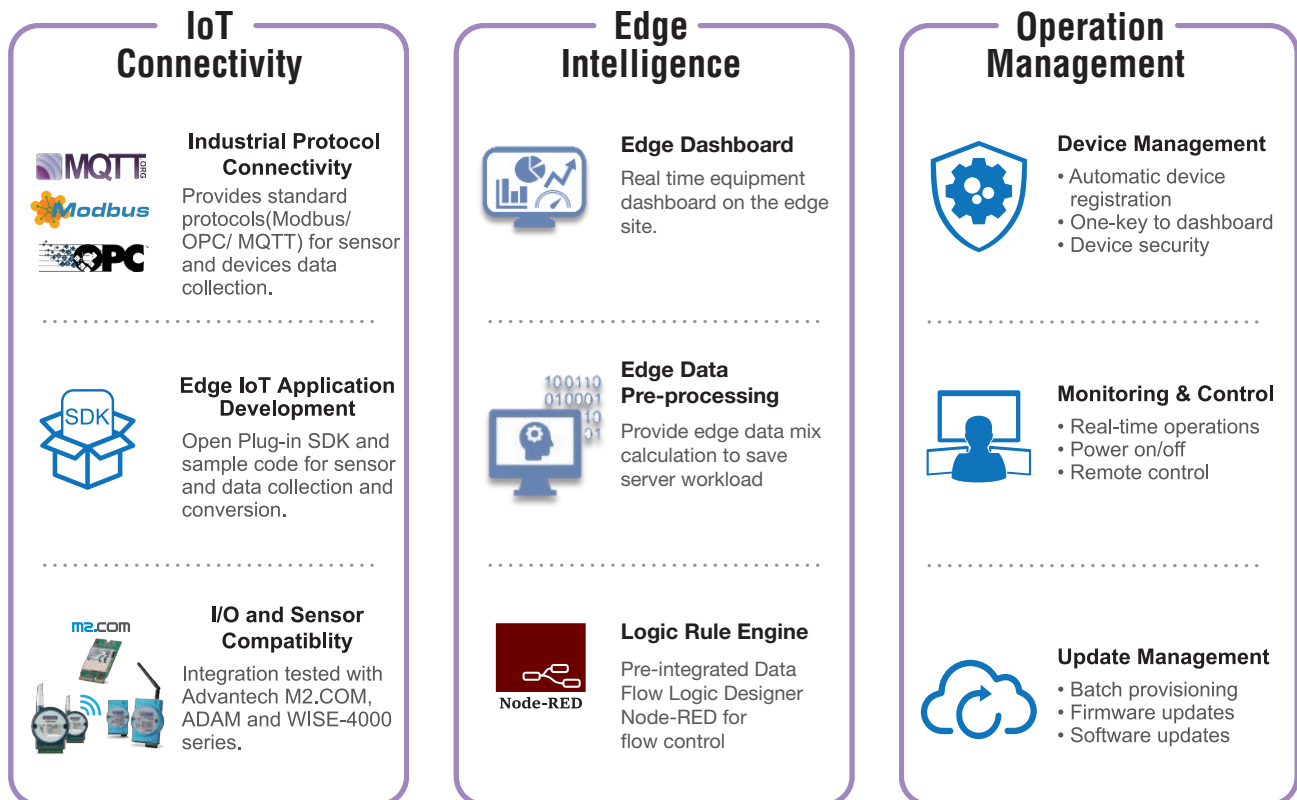 IoT
Connectivity
MQTT.ORG
Industrial Protocol
Connectivity
Modbus
OPC
Provides standard
protocols(Modbus/
OPC/ MQTT) for sensor
and devices data
collection.
SDK
Edge IoT Application
Development
Open Plug-in SDK and
sample code for sensor
and data collection and
conversion.
m2.com
I/O and Sensor
Compatiblity
Integration tested with
Advantech M2.COM,
ADAM and WISE-4000
series.
Edge
Intelligence
Edge Dashboard
Real time equipment
dashboard on the edge
site.
100110
010001
10
01
Edge Data
Pre-processing
Provide edge data mix
calculation to save
server workload
Node-RED
Logic Rule Engine
Pre-integrated Data
Flow Logic Designer
Node-RED for
flow control
Operation
Management
Device Management
• Automatic device
registration
• One-key to dashboard
• Device security
Monitoring & Control
• Real-time operations
• Power on/off
• Remote control
Update Management
• Batch provisioning
• Firmware updates
• Software updates